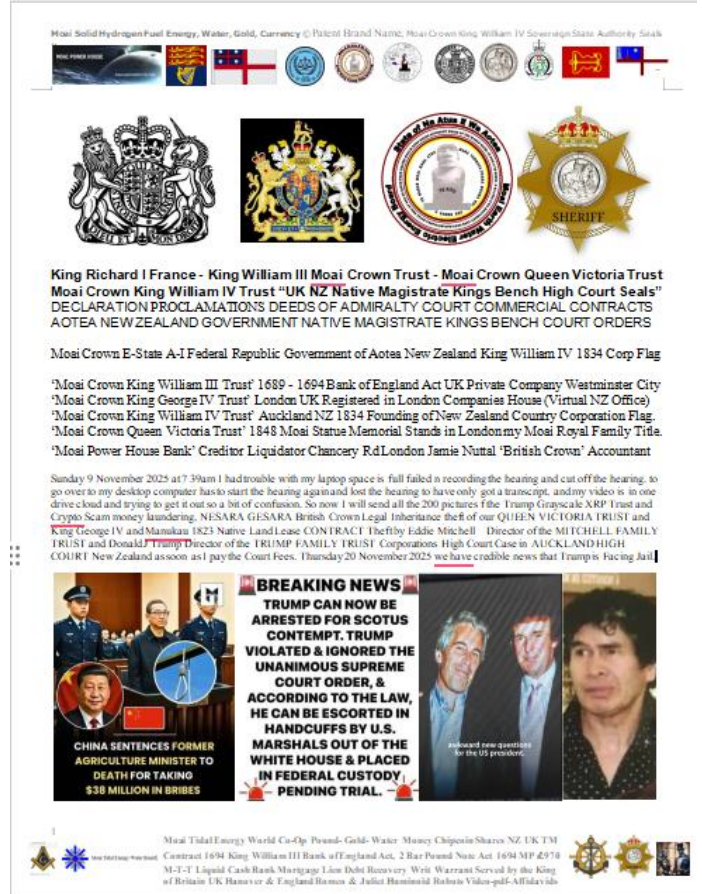 Moai Solid Hydrogen Fuel Energy, Water, Gold, Currency © Patent Brand Name, Moai Crown King William IV Sovereign State Authority Seals
MOAI POWER HOUSE
DIEU ET MON DROIT
State of Na Atua E Wa Aotea
Moai Tidal Water Electric Energy Board
SHERIFF
King Richard I France - King William III Moai Crown Trust - Moai Crown Queen Victoria Trust
Moai Crown King William IV Trust “UK NZ Native Magistrate Kings Bench High Court Seals”
DECLARATION PROCLAMATIONS DEEDS OF ADMIRALTY COURT COMMERCIAL CONTRACTS
AOTEA NEW ZEALAND GOVERNMENT NATIVE MAGISTRATE KINGS BENCH COURT ORDERS
Moai Crown E-State A-I Federal Republic Government of Aotea New Zealand King William IV 1834 Corp Flag
‘Moai Crown King William III Trust’ 1689 - 1694 Bank of England Act UK Private Company Westminster City
‘Moai Crown King George IV Trust’ London UK Registered in London Companies House (Virtual NZ Office)
‘Moai Crown King William IV Trust’ Auckland NZ 1834 Founding of New Zealand Country Corporation Flag.
‘Moai Crown Queen Victoria Trust’ 1848 Moai Statue Memorial Stands in London my Moai Royal Family Title.
‘Moai Power House Bank’ Creditor Liquidator Chancery Rd London Jamie Nuttal ‘British Crown’ Accountant
Sunday 9 November 2025 at 7 39am I had trouble with my laptop space is full failed n recording the hearing and cut off the hearing. to
go over to my desktop computer has to start the hearing again and lost the hearing to have only got a transcript, and my video is in one
drive cloud and trying to get it out so a bit of confusion. So now I will send all the 200 pictures f the Trump Grayscale XRP Trust and
Crypto Scam money laundering, NESARA GESARA British Crown Legal Inheritance theft of our QUEEN VICTORIA TRUST and
King George IV and Manukau 1823 Native Land Lease CONTRACT Theft by Eddie Mitchell Director of the MITCHELL FAMILY
TRUST and Donald J Trump Director of the TRUMP FAMILY TRUST Corporations High Court Case in AUCKLAND HIGH
COURT New Zealand as soon as I pay the Court Fees. Thursday 20 November 2025 we have credible news that Trump is Facing Jail.
CHINA SENTENCES FORMER
AGRICULTURE MINISTER TO
DEATH FOR TAKING
$38 MILLION IN BRIBES
BREAKING NEWS
TRUMP CAN NOW BE
ARRESTED FOR SCOTUS
CONTEMPT. TRUMP
VIOLATED & IGNORED THE
UNANIMOUS SUPREME
COURT ORDER, &
ACCORDING TO THE LAW,
HE CAN BE ESCORTED IN
HANDCUFFS BY U.S.
MARSHALS OUT OF THE
WHITE HOUSE & PLACED
IN FEDERAL CUSTODY
PENDING TRIAL.
awkward new questions
for the US president.
1
Moai Tidal Energy World Co-Op Pound- Gold- Water Money Chipcoin Shares NZ UK TM
Contract 1694 King William III Bank of England Act, 2 Bar Pound Note Act 1694 MP £970
M-T-T Liquid Cash Bank Mortgage Lien Debt Recovery Writ Warrant Served by the King
of Britain UK Hanover & England Romeo & Juliet Humanoid Robots Video-pdf-Affidavits